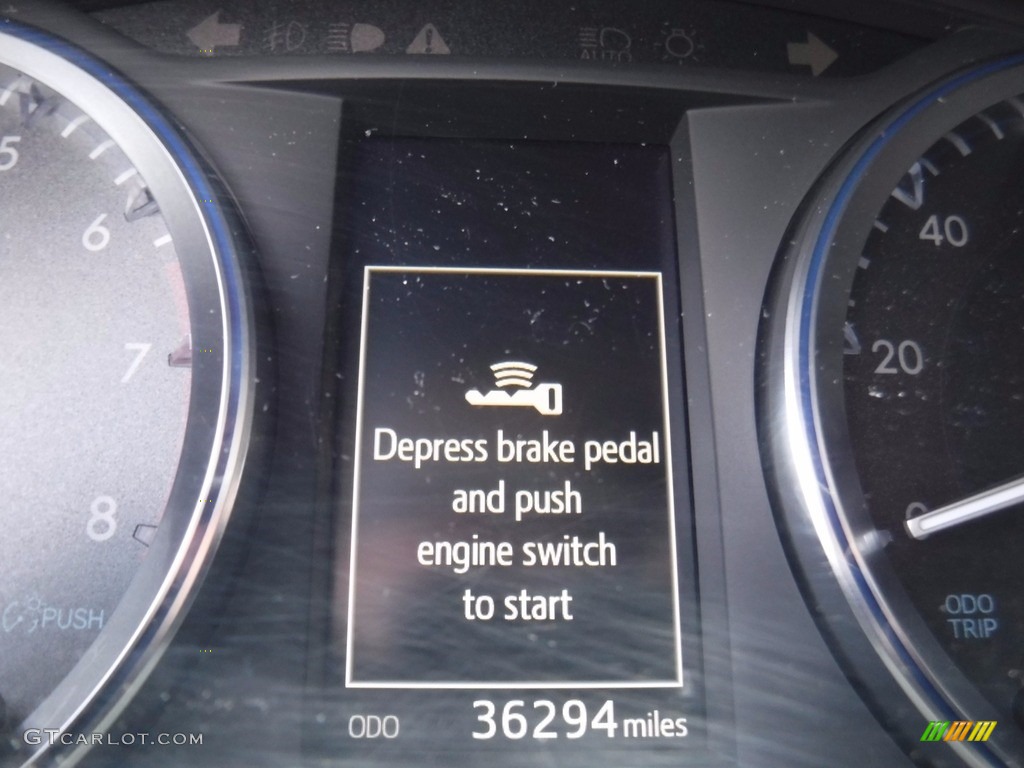 AUTO
5
6
7
8
PUSH
40
20
0
Depress brake pedal
and push
engine switch
to start
ODO 36294 miles
ODO
TRIP
GTCARLOT.COM